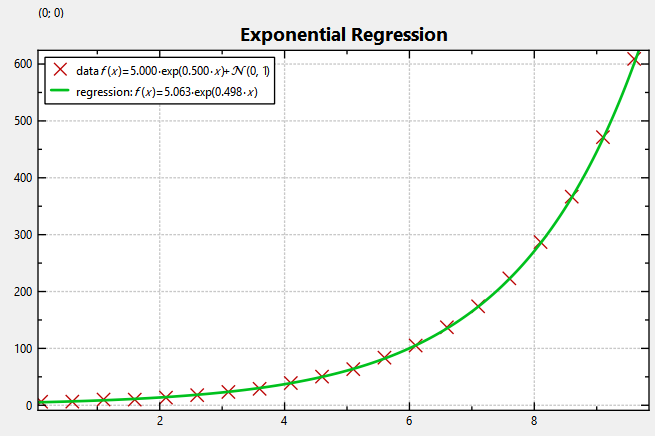 (0; 0)
Exponential Regression
data f(x)=5.000·exp(0.500·x)+𝒩(0, 1)
regression: f(x)=5.063·exp(0.498·x)
600
500
400
300
200
100
0
2 4 6 8